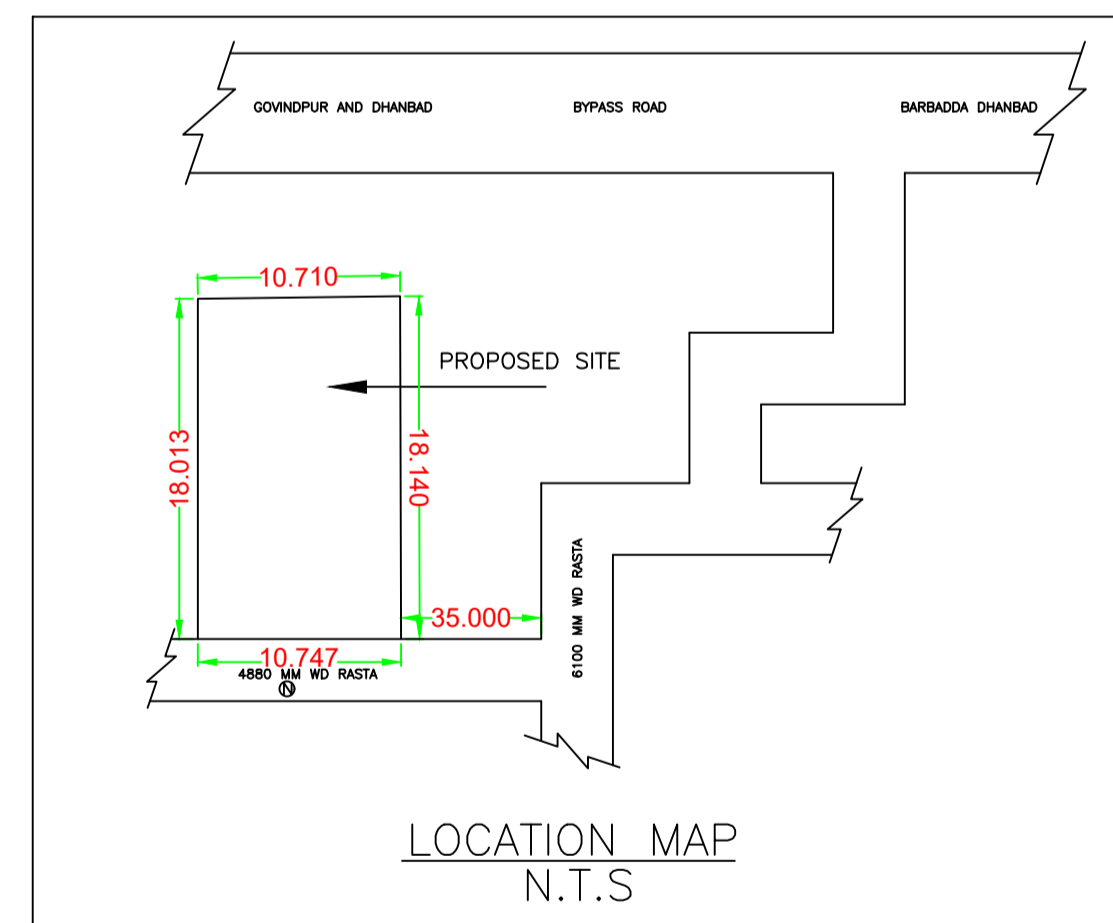 GOVINDPUR AND DHANBAD BYPASS ROAD BARBADDA DHANBAD
10.710
PROPOSED SITE
18.013
18.140
35.000
6100 MM WD RASTA
10.747
4880 MM WD RASTA
N
LOCATION MAP
N.T.S